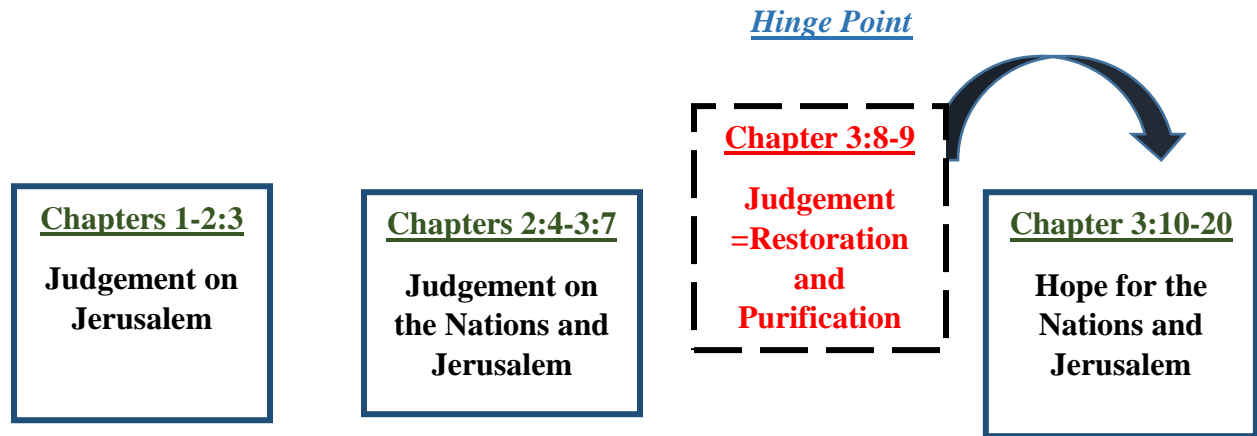 Hinge Point
Chapters 1-2:3
Judgement on
Jerusalem
Chapters 2:4-3:7
Judgement on
the Nations and
Jerusalem
Chapter 3:8-9
Judgement
=Restoration
and
Purification
Chapter 3:10-20
Hope for the
Nations and
Jerusalem